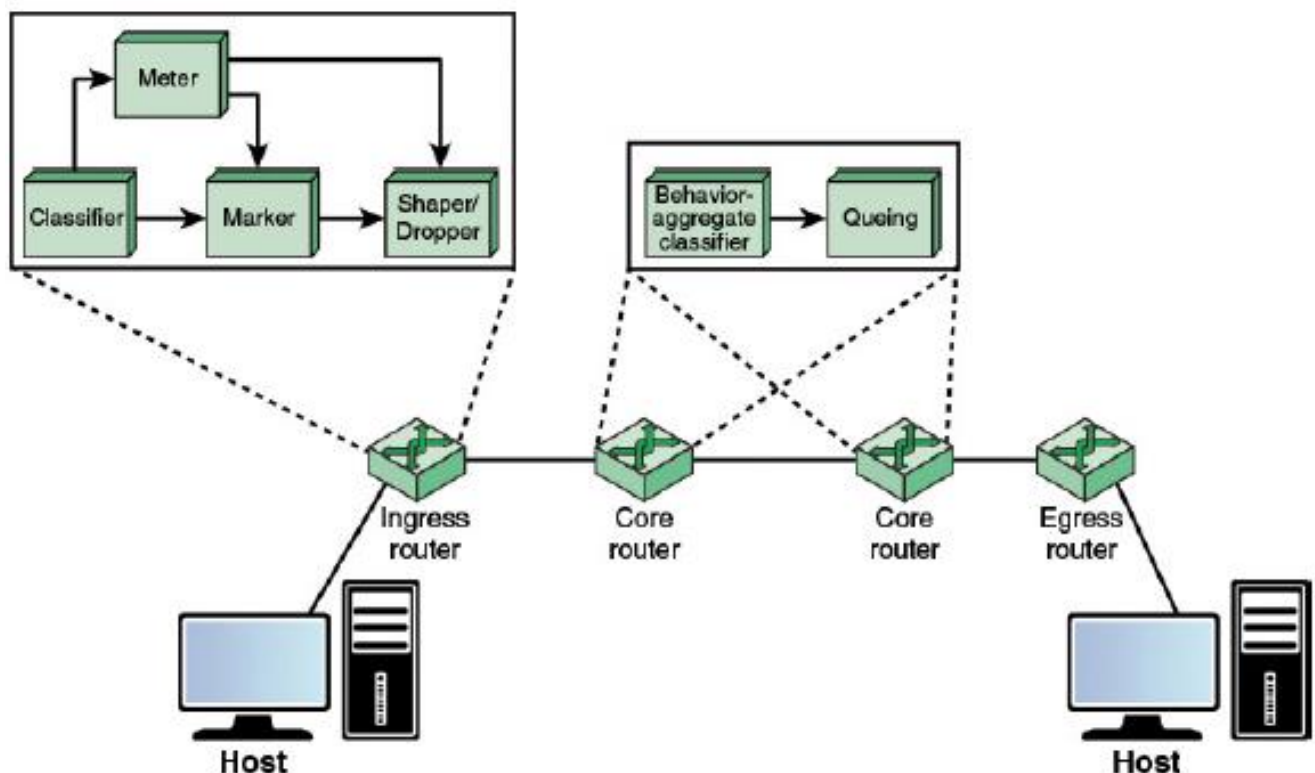 Meter
Classifier
Marker
Shaper/
Dropper
Behavior-
aggregate
classifier
Queing
Ingress
router
Core
router
Core
router
Egress
router
Host
Host